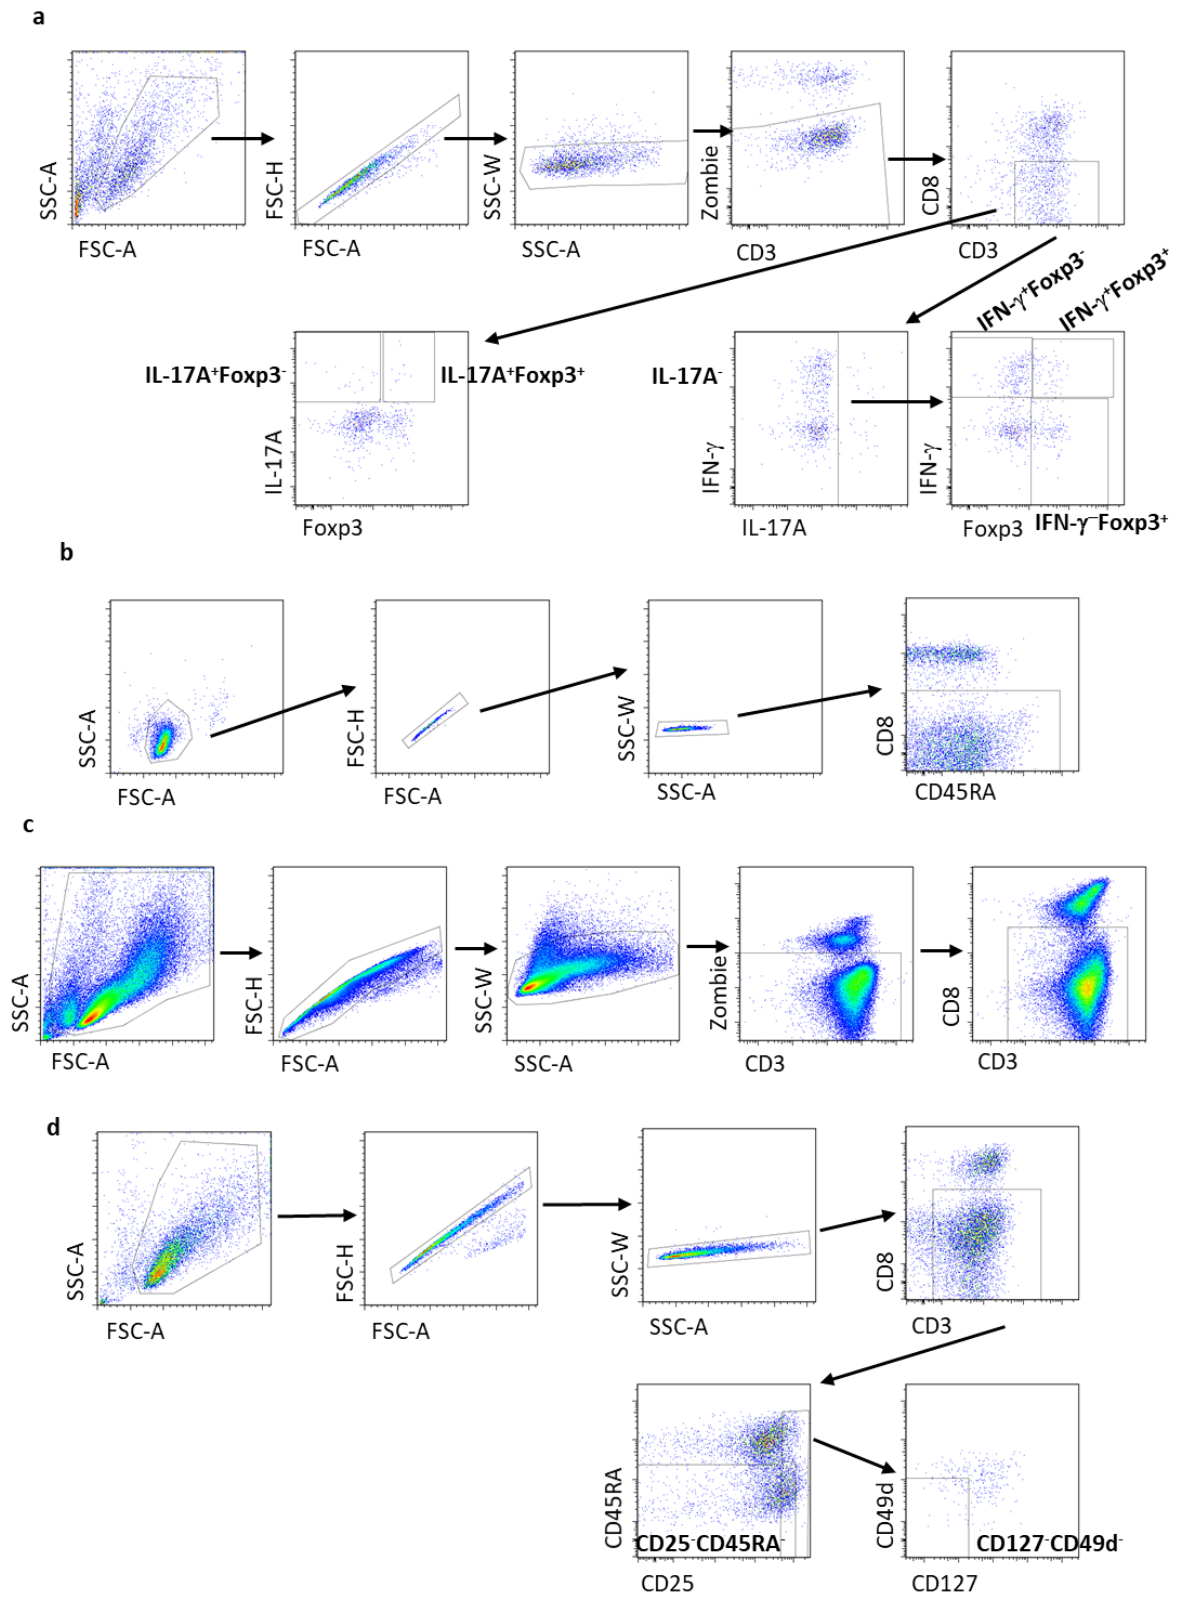 a
SSC-A
FSC-A
FSC-H
FSC-A
SSC-W
SSC-A
Zombie
CD3
CD8
CD3
IL-17A⁺Foxp3⁻
IL-17A⁺Foxp3⁺
IL-17A
Foxp3
IL-17A⁻
IFN-γ
IL-17A
IFN-γ⁺Foxp3⁻
IFN-γ⁺Foxp3⁺
IFN-γ
Foxp3
IFN-γ⁻Foxp3⁺
b
SSC-A
FSC-A
FSC-H
FSC-A
SSC-W
SSC-A
CD8
CD45RA
c
SSC-A
FSC-A
FSC-H
FSC-A
SSC-W
SSC-A
Zombie
CD3
CD8
CD3
d
SSC-A
FSC-A
FSC-H
FSC-A
SSC-W
SSC-A
CD8
CD3
CD45RA
CD25⁻CD45RA⁻
CD25
CD49d
CD127⁻CD49d⁻
CD127